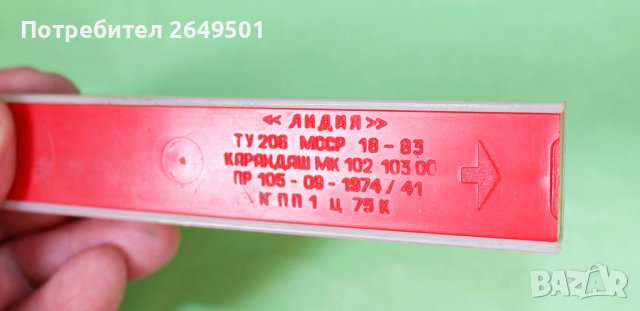 Потребител 2649501
« ЛИДИЯ »
ТУ 206 МССР 18 - 83
КАРАНДАШ МК 102 103 00
ПР 105 - 09 - 1974 / 41
N П П 1 Ц 75 К
BAZAR